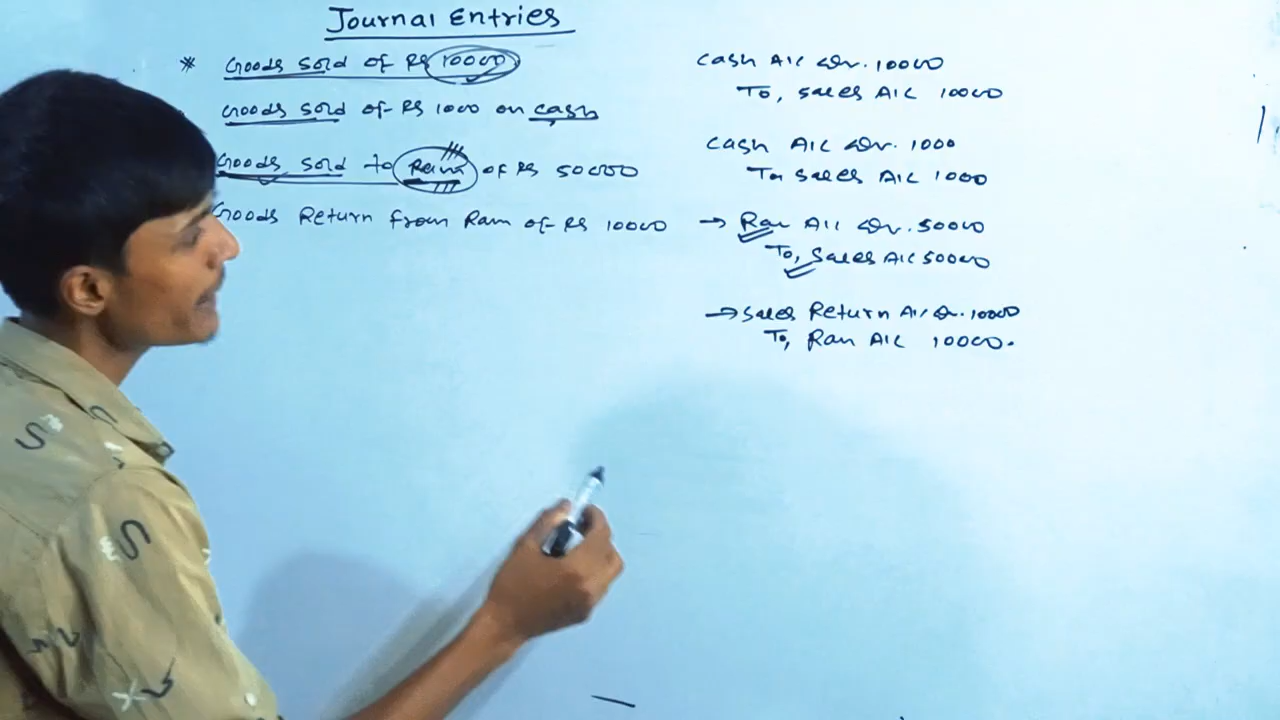 Journal Entries
* Goods sold of Rs 10000
Goods sold of Rs 1000 on cash
Goods sold to Ram of Rs 50000
Goods Return from Ram of Rs 10000
Cash A/c Dr. 10000
To, Sales A/c 10000
Cash A/c Dr. 1000
To Sales A/c 1000
→ Ram A/c Dr. 50000
To, Sales A/c 50000
→ Sales Return A/c Dr. 10000
To, Ram A/c 10000.